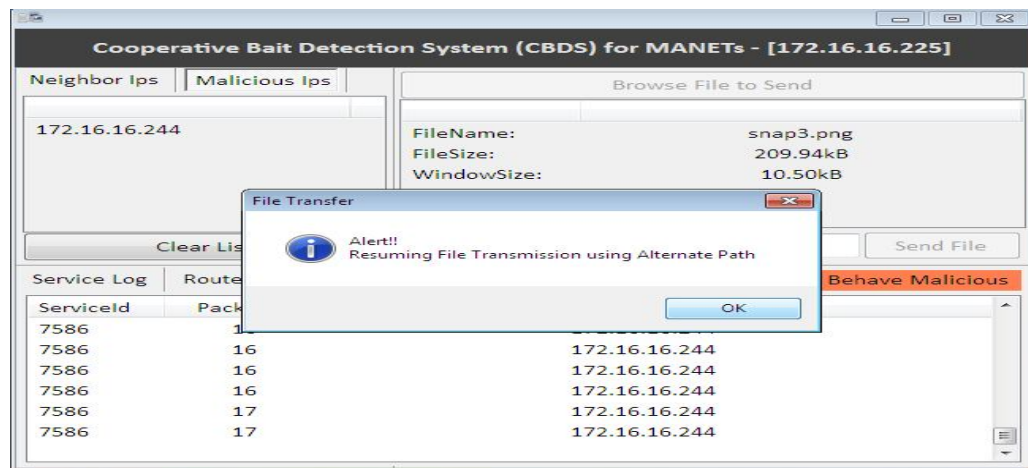 Cooperative Bait Detection System (CBDS) for MANETs - [172.16.16.225]
Neighbor Ips Malicious Ips
Browse File to Send
172.16.16.244
FileName: snap3.png
FileSize: 209.94kB
WindowSize: 10.50kB
File Transfer
Alert!!
Resuming File Transmission using Alternate Path
OK
Clear Lis
Send File
Service Log Route
Behave Malicious
ServiceId Pack
7586
7586 16 172.16.16.244
7586 16 172.16.16.244
7586 16 172.16.16.244
7586 17 172.16.16.244
7586 17 172.16.16.244